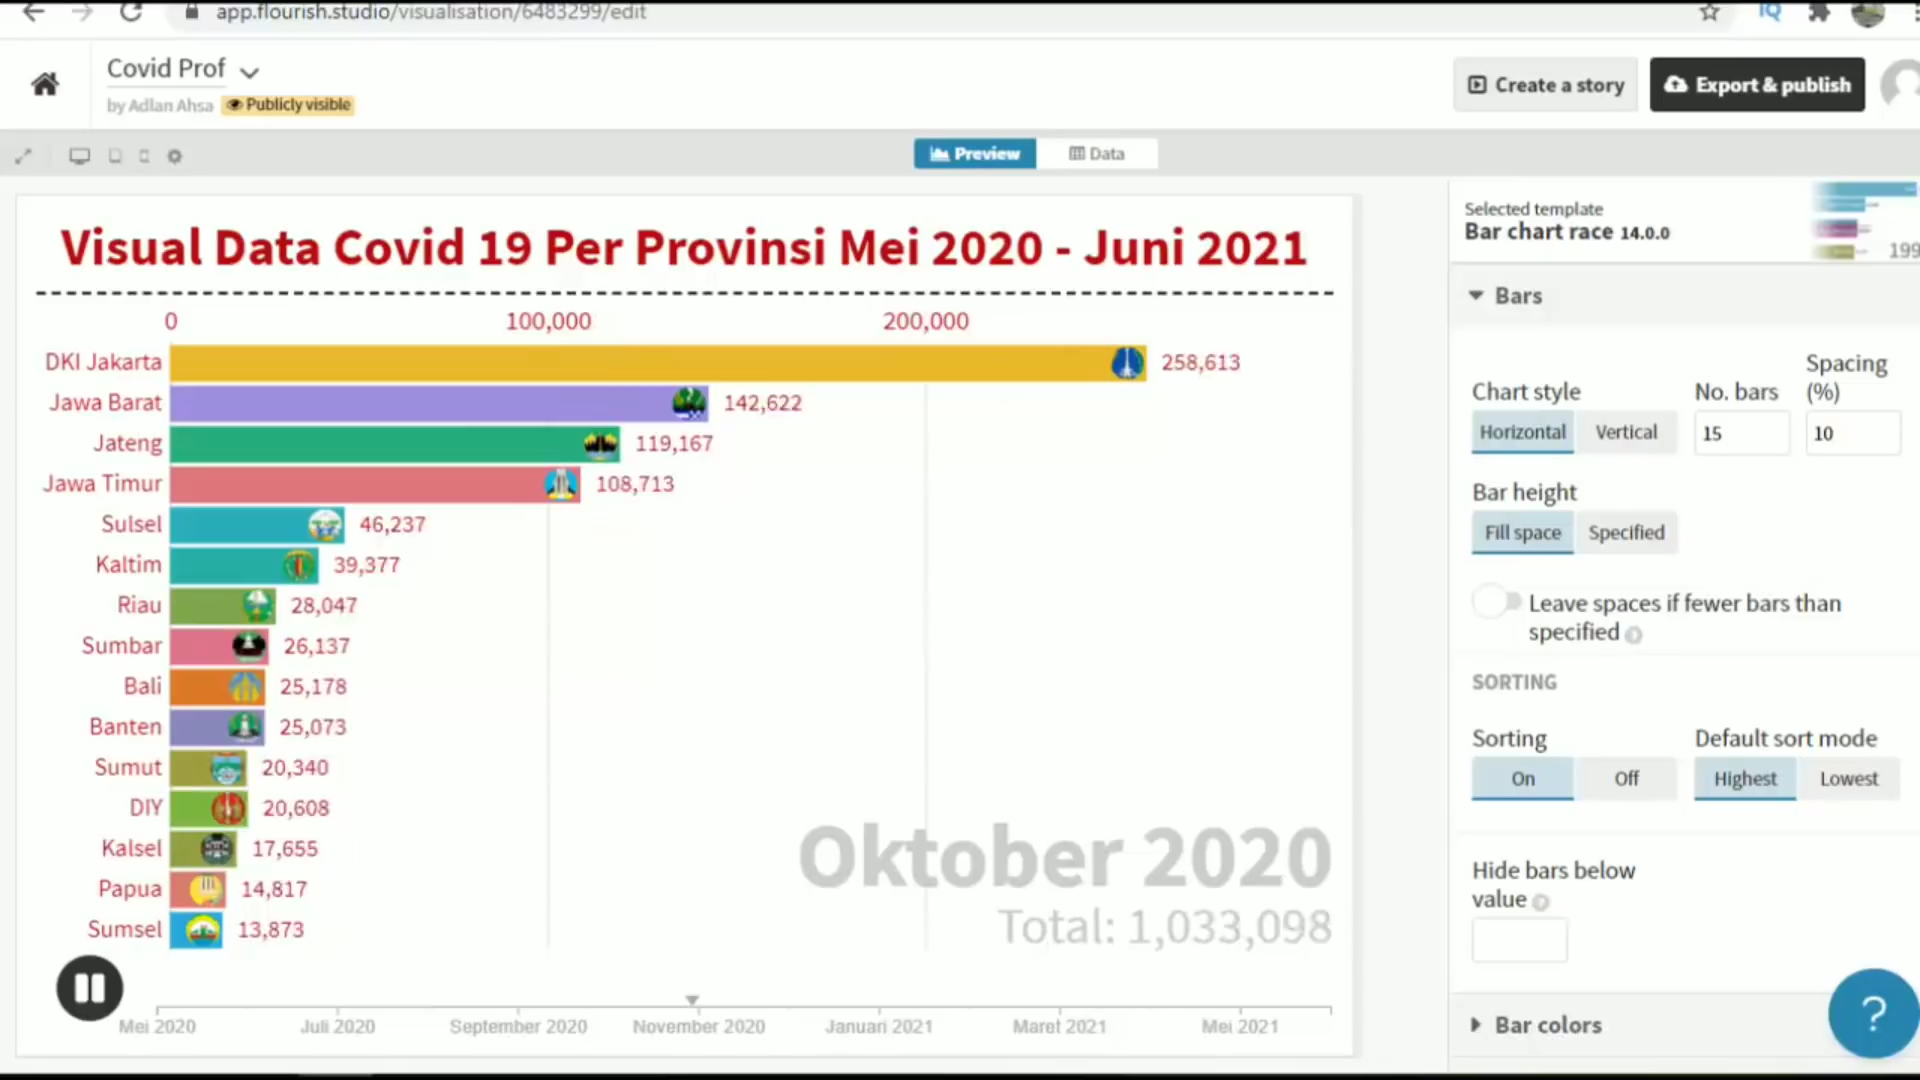 app.flourish.studio/visualisation/6483299/edit
IQ
Covid Prof
by Adlan Ahsa Publicly visible
Create a story
Export & publish
Preview
Data
Visual Data Covid 19 Per Provinsi Mei 2020 - Juni 2021
0 100,000 200,000
DKI Jakarta 258,613
Jawa Barat 142,622
Jateng 119,167
Jawa Timur 108,713
Sulsel 46,237
Kaltim 39,377
Riau 28,047
Sumbar 26,137
Bali 25,178
Banten 25,073
Sumut 20,340
DIY 20,608
Kalsel 17,655
Papua 14,817
Sumsel 13,873
Oktober 2020
Total: 1,033,098
Mei 2020 Juli 2020 September 2020 November 2020 Januari 2021 Maret 2021 Mei 2021
Selected template
Bar chart race 14.0.0
199
Bars
Chart style
Horizontal Vertical
No. bars
15
Spacing
(%)
10
Bar height
Fill space Specified
Leave spaces if fewer bars than
specified ?
SORTING
Sorting
On Off
Default sort mode
Highest Lowest
Hide bars below
value ?
Bar colors
?